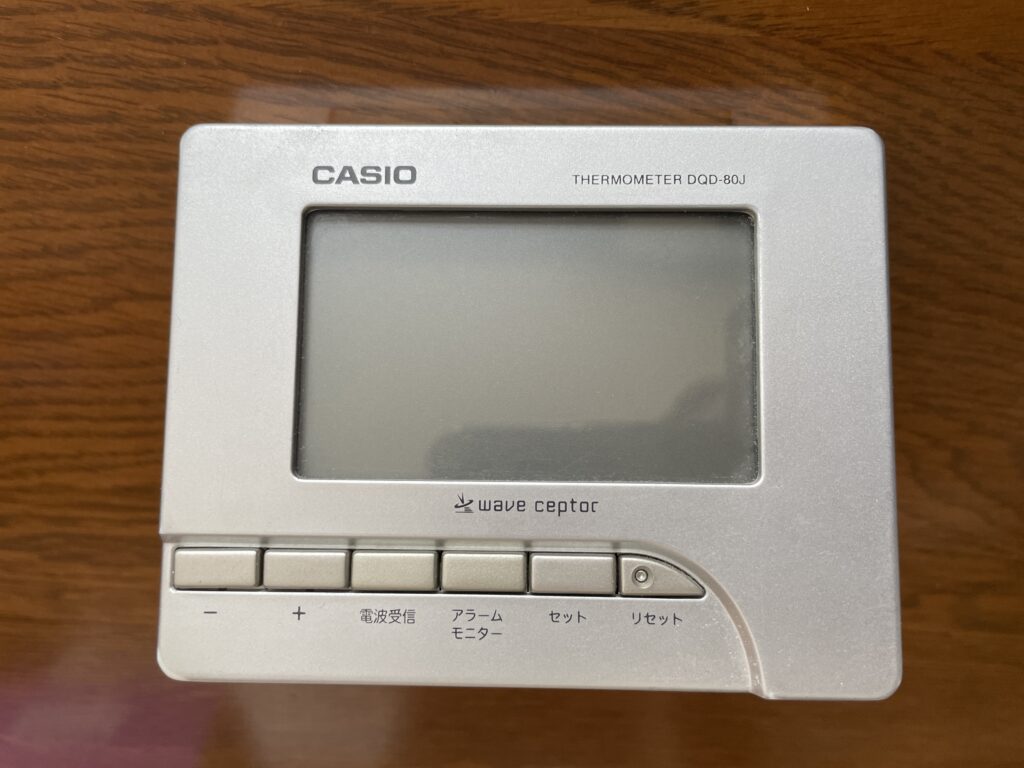 CASIO
THERMOMETER DQD-80J
wave ceptor
− + 電波受信 アラーム モニター セット リセット